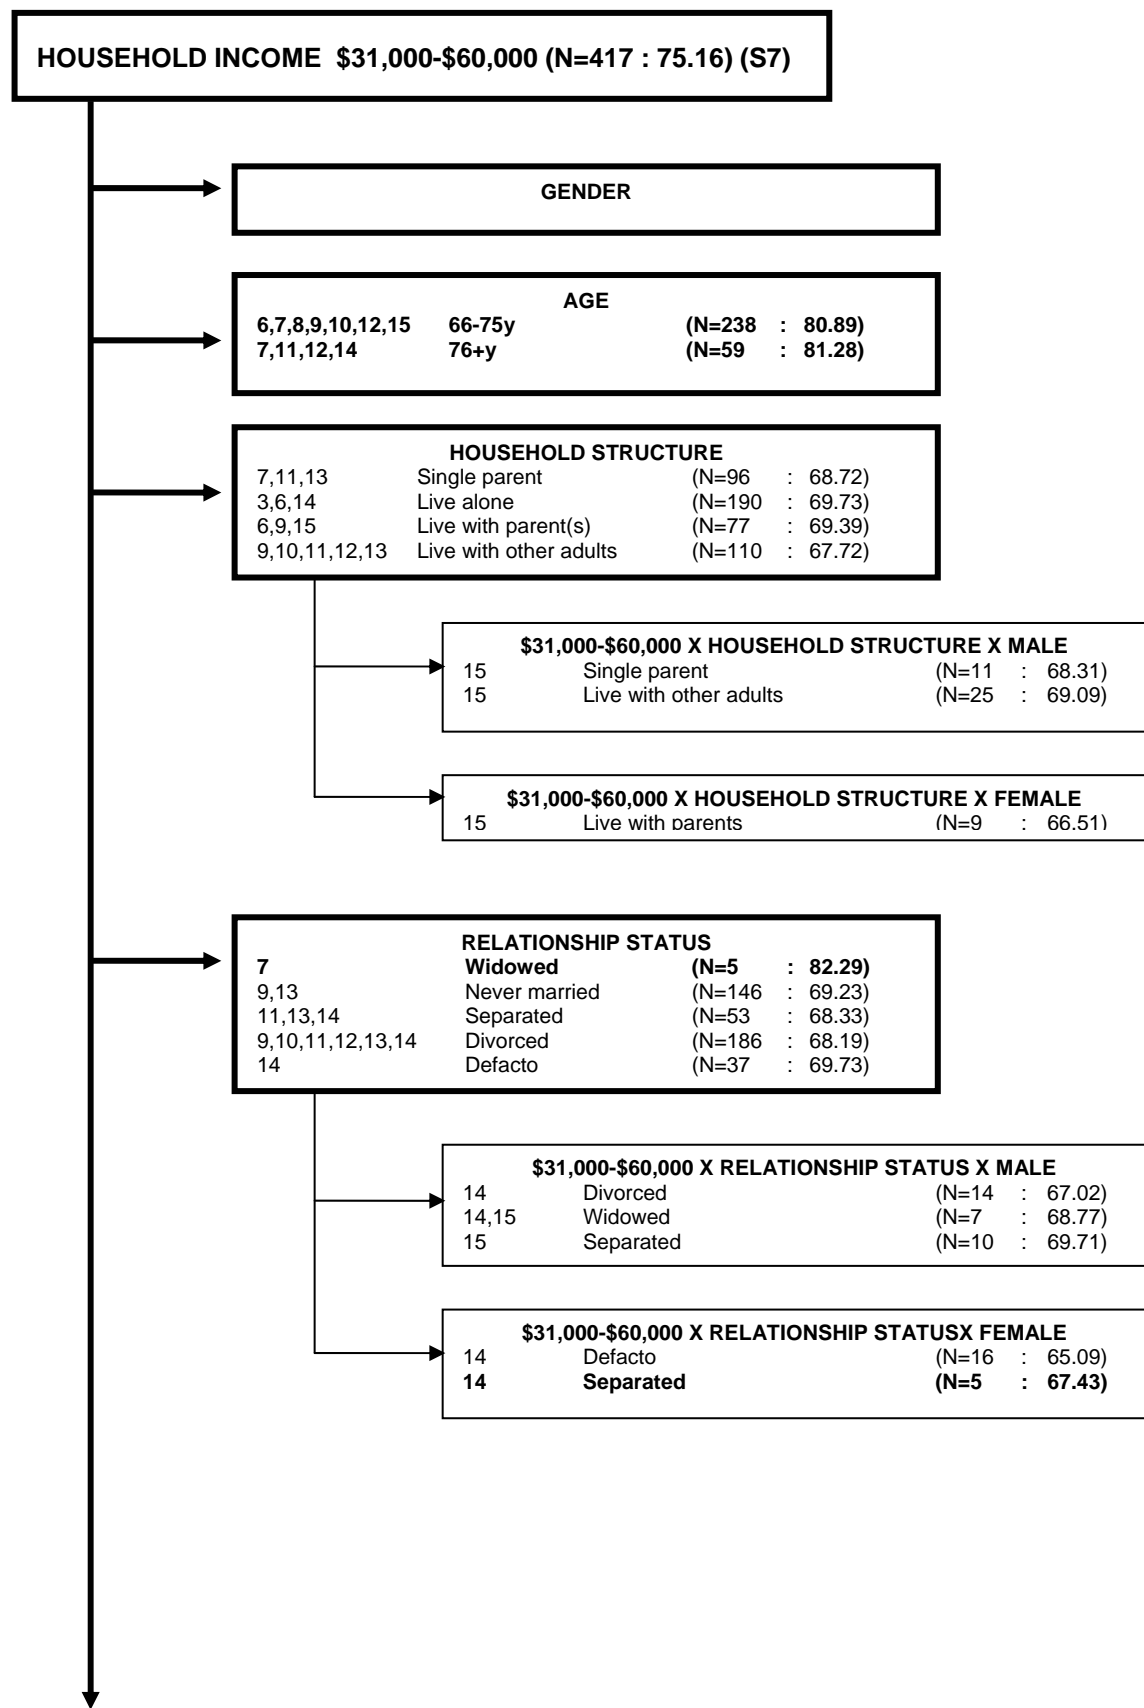 HOUSEHOLD INCOME $31,000-$60,000 (N=417 : 75.16) (S7)
GENDER
AGE
6,7,8,9,10,12,15 66-75y (N=238 : 80.89)
7,11,12,14 76+y (N=59 : 81.28)
HOUSEHOLD STRUCTURE
7,11,13 Single parent (N=96 : 68.72)
3,6,14 Live alone (N=190 : 69.73)
6,9,15 Live with parent(s) (N=77 : 69.39)
9,10,11,12,13 Live with other adults (N=110 : 67.72)
$31,000-$60,000 X HOUSEHOLD STRUCTURE X MALE
15 Single parent (N=11 : 68.31)
15 Live with other adults (N=25 : 69.09)
$31,000-$60,000 X HOUSEHOLD STRUCTURE X FEMALE
15 Live with parents (N=9 : 66.51)
RELATIONSHIP STATUS
7 Widowed (N=5 : 82.29)
9,13 Never married (N=146 : 69.23)
11,13,14 Separated (N=53 : 68.33)
9,10,11,12,13,14 Divorced (N=186 : 68.19)
14 Defacto (N=37 : 69.73)
$31,000-$60,000 X RELATIONSHIP STATUS X MALE
14 Divorced (N=14 : 67.02)
14,15 Widowed (N=7 : 68.77)
15 Separated (N=10 : 69.71)
$31,000-$60,000 X RELATIONSHIP STATUSX FEMALE
14 Defacto (N=16 : 65.09)
14 Separated (N=5 : 67.43)